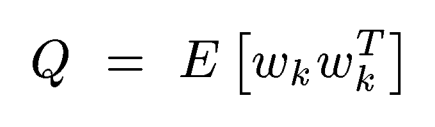 Q = E[w_k w_k^T]